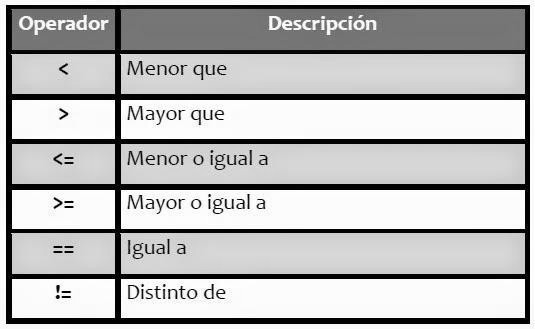 Operador Descripción
< Menor que
> Mayor que
<= Menor o igual a
>= Mayor o igual a
== Igual a
!= Distinto de